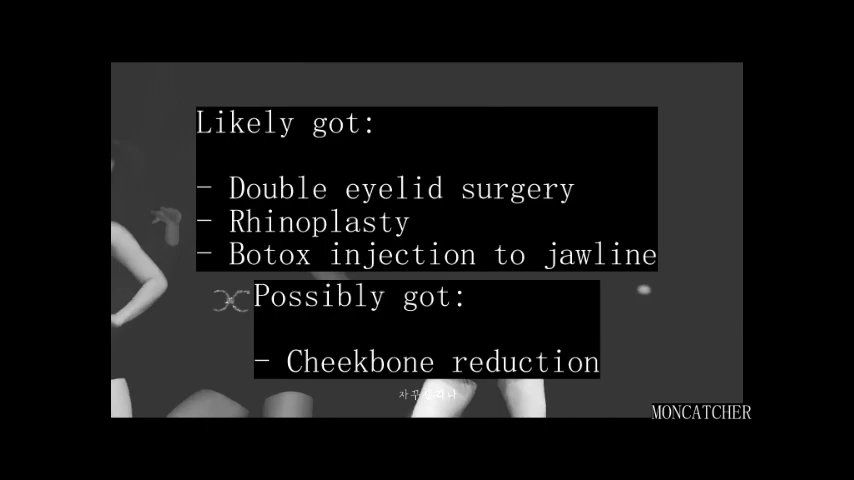 Likely got:
- Double eyelid surgery
- Rhinoplasty
- Botox injection to jawline
Possibly got:
- Cheekbone reduction
MONCATCHER